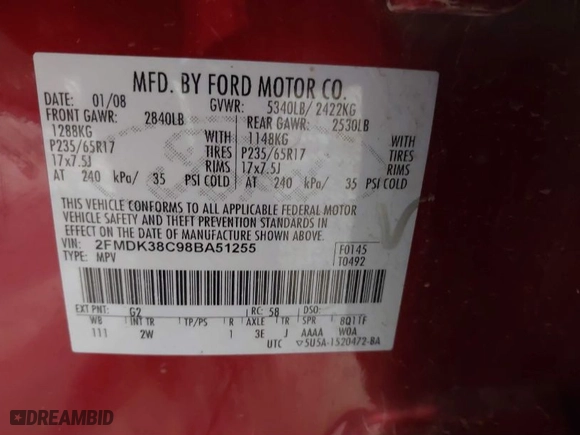 MFD. BY FORD MOTOR CO.
DATE: 01/08 GVWR: 5340LB/ 2422KG
FRONT GAWR: 2840LB REAR GAWR: 2530LB
1288KG WITH 1148KG WITH
P235/65R17 TIRES P235/65R17 TIRES
17x7.5J RIMS 17x7.5J RIMS
AT 240 kPa/ 35 PSI COLD AT 240 kPa/ 35 PSI COLD
THIS VEHICLE CONFORMS TO ALL APPLICABLE FEDERAL MOTOR
VEHICLE SAFETY AND THEFT PREVENTION STANDARDS IN
EFFECT ON THE DATE OF MANUFACTURE SHOWN ABOVE.
VIN: 2FMDK38C98BA51255 F0145
TYPE: MPV T0492
EXT PNT: G2 RC: 58 DSO:
WB INT TR TP/PS R AXLE TR SPR 8Q1TF
111 2W 1 3E J AAAA W0A
UTC ▽5U5A-1520472-BA
DREAMBID